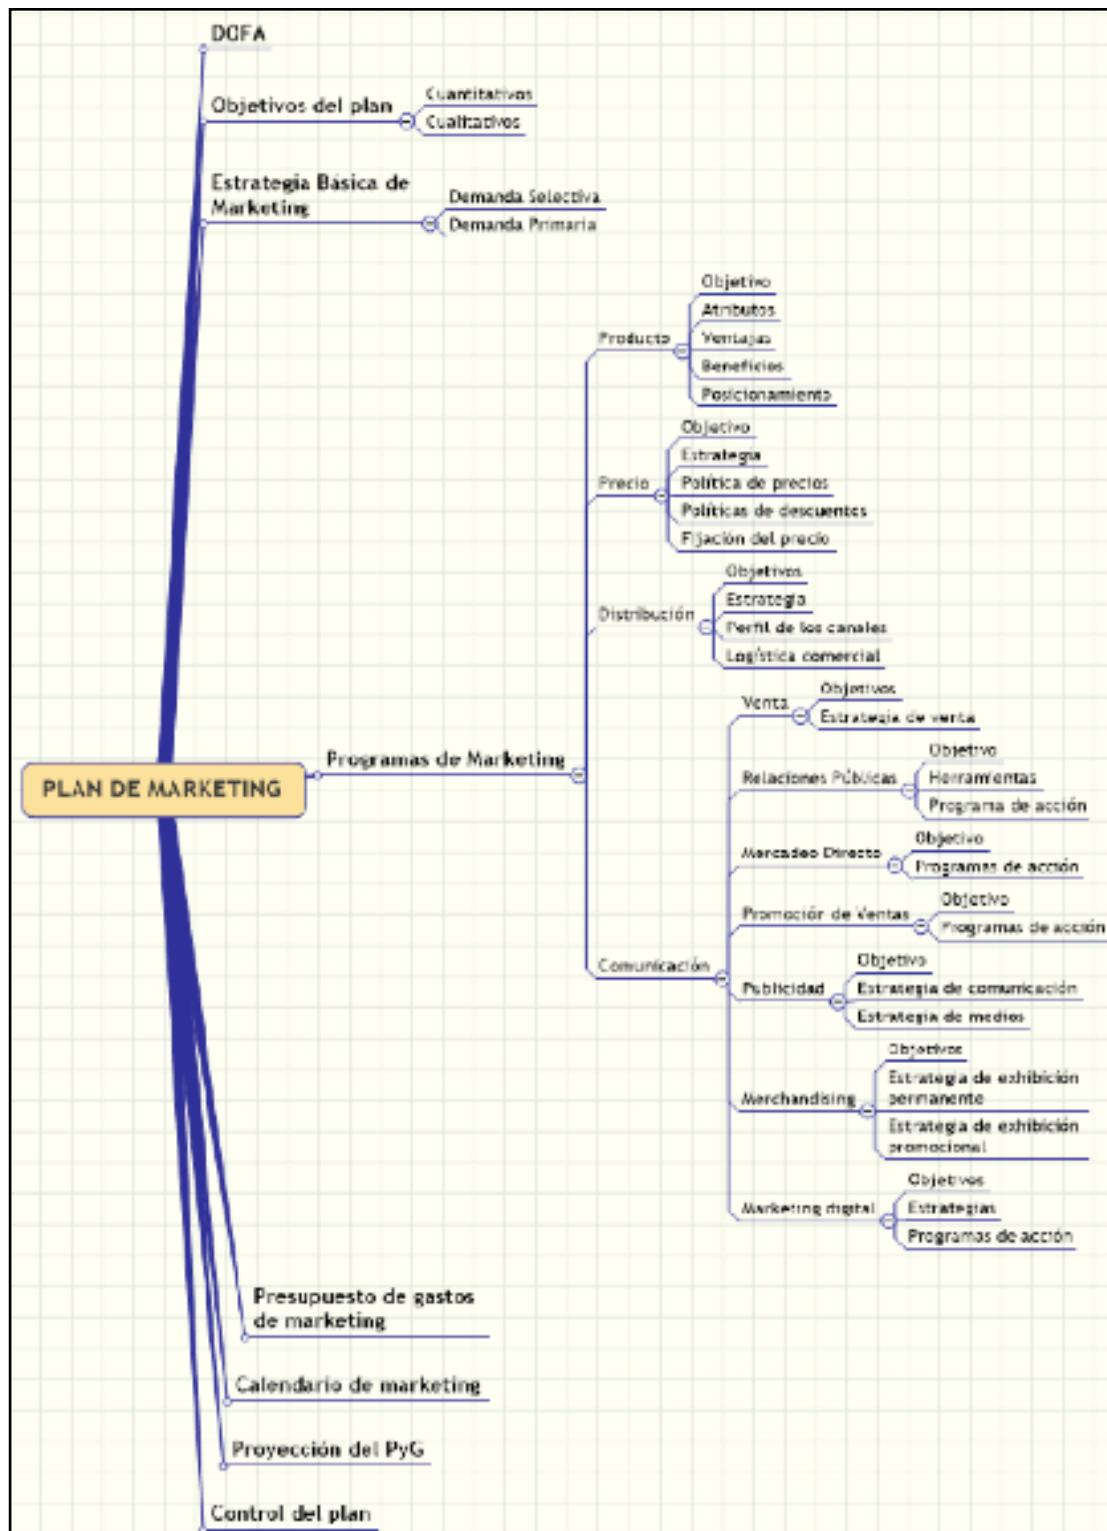 DOFA
Objetivos del plan
Cuantitativos
Cualitativos
Estrategia Básica de
Marketing
Demanda Selectiva
Demanda Primaria
PLAN DE MARKETING
Programas de Marketing
Producto
Objetivo
Atributos
Ventajas
Beneficios
Posicionamiento
Precio
Objetivo
Estrategia
Política de precios
Políticas de descuentos
Fijación del precio
Distribución
Objetivos
Estrategia
Perfil de los canales
Logística comercial
Comunicación
Venta
Objetivos
Estrategia de venta
Relaciones Públicas
Objetivo
Herramientas
Programa de acción
Mercadeo Directo
Objetivo
Programas de acción
Promoción de Ventas
Objetivo
Programas de acción
Publicidad
Objetivo
Estrategia de comunicación
Estrategia de medios
Merchandising
Objetivos
Estrategia de exhibición
permanente
Estrategia de exhibición
promocional
Marketing digital
Objetivos
Estrategias
Programas de acción
Presupuesto de gastos
de marketing
Calendario de marketing
Proyección del PyG
Control del plan